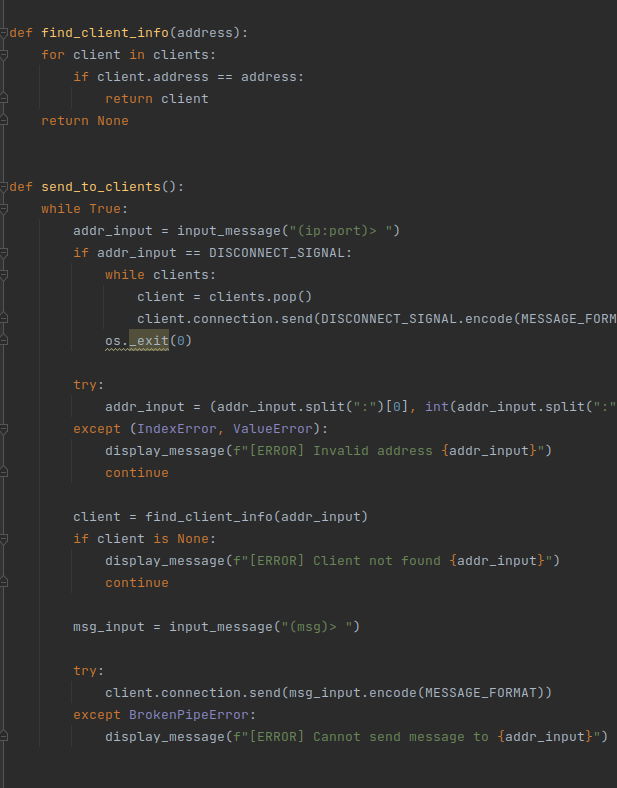 def find_client_info(address):
    for client in clients:
        if client.address == address:
            return client
    return None
def send_to_clients():
    while True:
        addr_input = input_message("(ip:port)> ")
        if addr_input == DISCONNECT_SIGNAL:
            while clients:
                client = clients.pop()
                client.connection.send(DISCONNECT_SIGNAL.encode(MESSAGE_FORM
            os._exit(0)
        try:
            addr_input = (addr_input.split(":")[0], int(addr_input.split(":"
        except (IndexError, ValueError):
            display_message(f"[ERROR] Invalid address {addr_input}")
            continue
        client = find_client_info(addr_input)
        if client is None:
            display_message(f"[ERROR] Client not found {addr_input}")
            continue
        msg_input = input_message("(msg)> ")
        try:
            client.connection.send(msg_input.encode(MESSAGE_FORMAT))
        except BrokenPipeError:
            display_message(f"[ERROR] Cannot send message to {addr_input}")